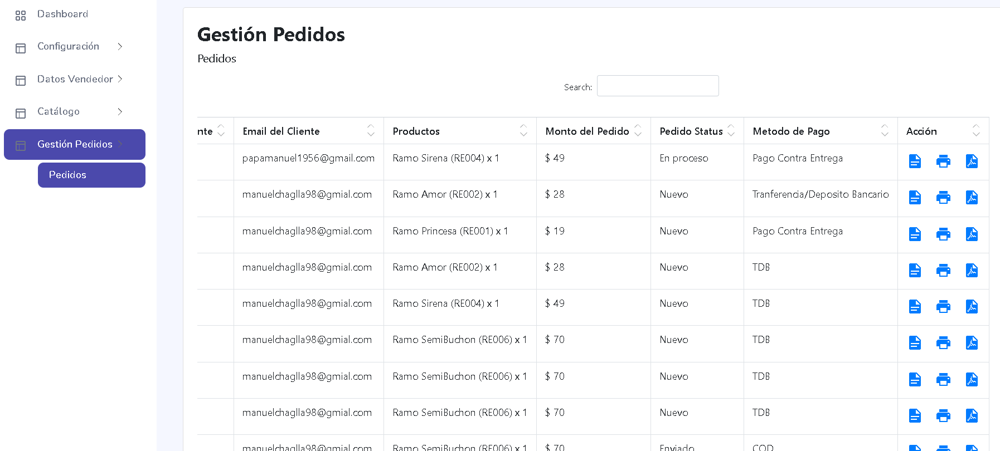 Dashboard
Configuración
Datos Vendedor
Catálogo
Gestión Pedidos
Pedidos
Gestión Pedidos
Pedidos
Search:
nte Email del Cliente Productos Monto del Pedido Pedido Status Metodo de Pago Acción
papamanuel1956@gmail.com Ramo Sirena (RE004) x 1 $ 49 En proceso Pago Contra Entrega
manuelchaglla98@gmial.com Ramo Amor (RE002) x 1 $ 28 Nuevo Tranferencia/Deposito Bancario
manuelchaglla98@gmial.com Ramo Princesa (RE001) x 1 $ 19 Nuevo Pago Contra Entrega
manuelchaglla98@gmial.com Ramo Amor (RE002) x 1 $ 28 Nuevo TDB
manuelchaglla98@gmial.com Ramo Sirena (RE004) x 1 $ 49 Nuevo TDB
manuelchaglla98@gmial.com Ramo SemiBuchon (RE006) x 1 $ 70 Nuevo TDB
manuelchaglla98@gmial.com Ramo SemiBuchon (RE006) x 1 $ 70 Nuevo TDB
manuelchaglla98@gmial.com Ramo SemiBuchon (RE006) x 1 $ 70 Nuevo TDB
manuelchaglla98@gmial.com Ramo SemiBuchon (RE006) x 1 $ 70 Enviado COD